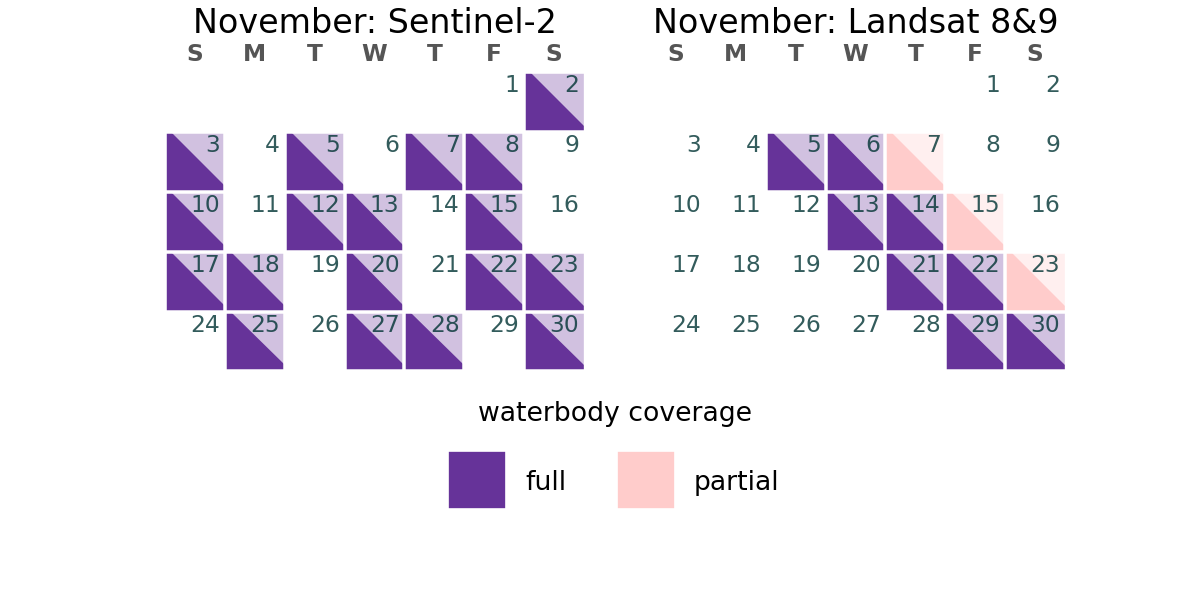 November: Sentinel-2
S M T W T F S
1 2
3 4 5 6 7 8 9
10 11 12 13 14 15 16
17 18 19 20 21 22 23
24 25 26 27 28 29 30
November: Landsat 8&9
S M T W T F S
1 2
3 4 5 6 7 8 9
10 11 12 13 14 15 16
17 18 19 20 21 22 23
24 25 26 27 28 29 30
waterbody coverage
full partial